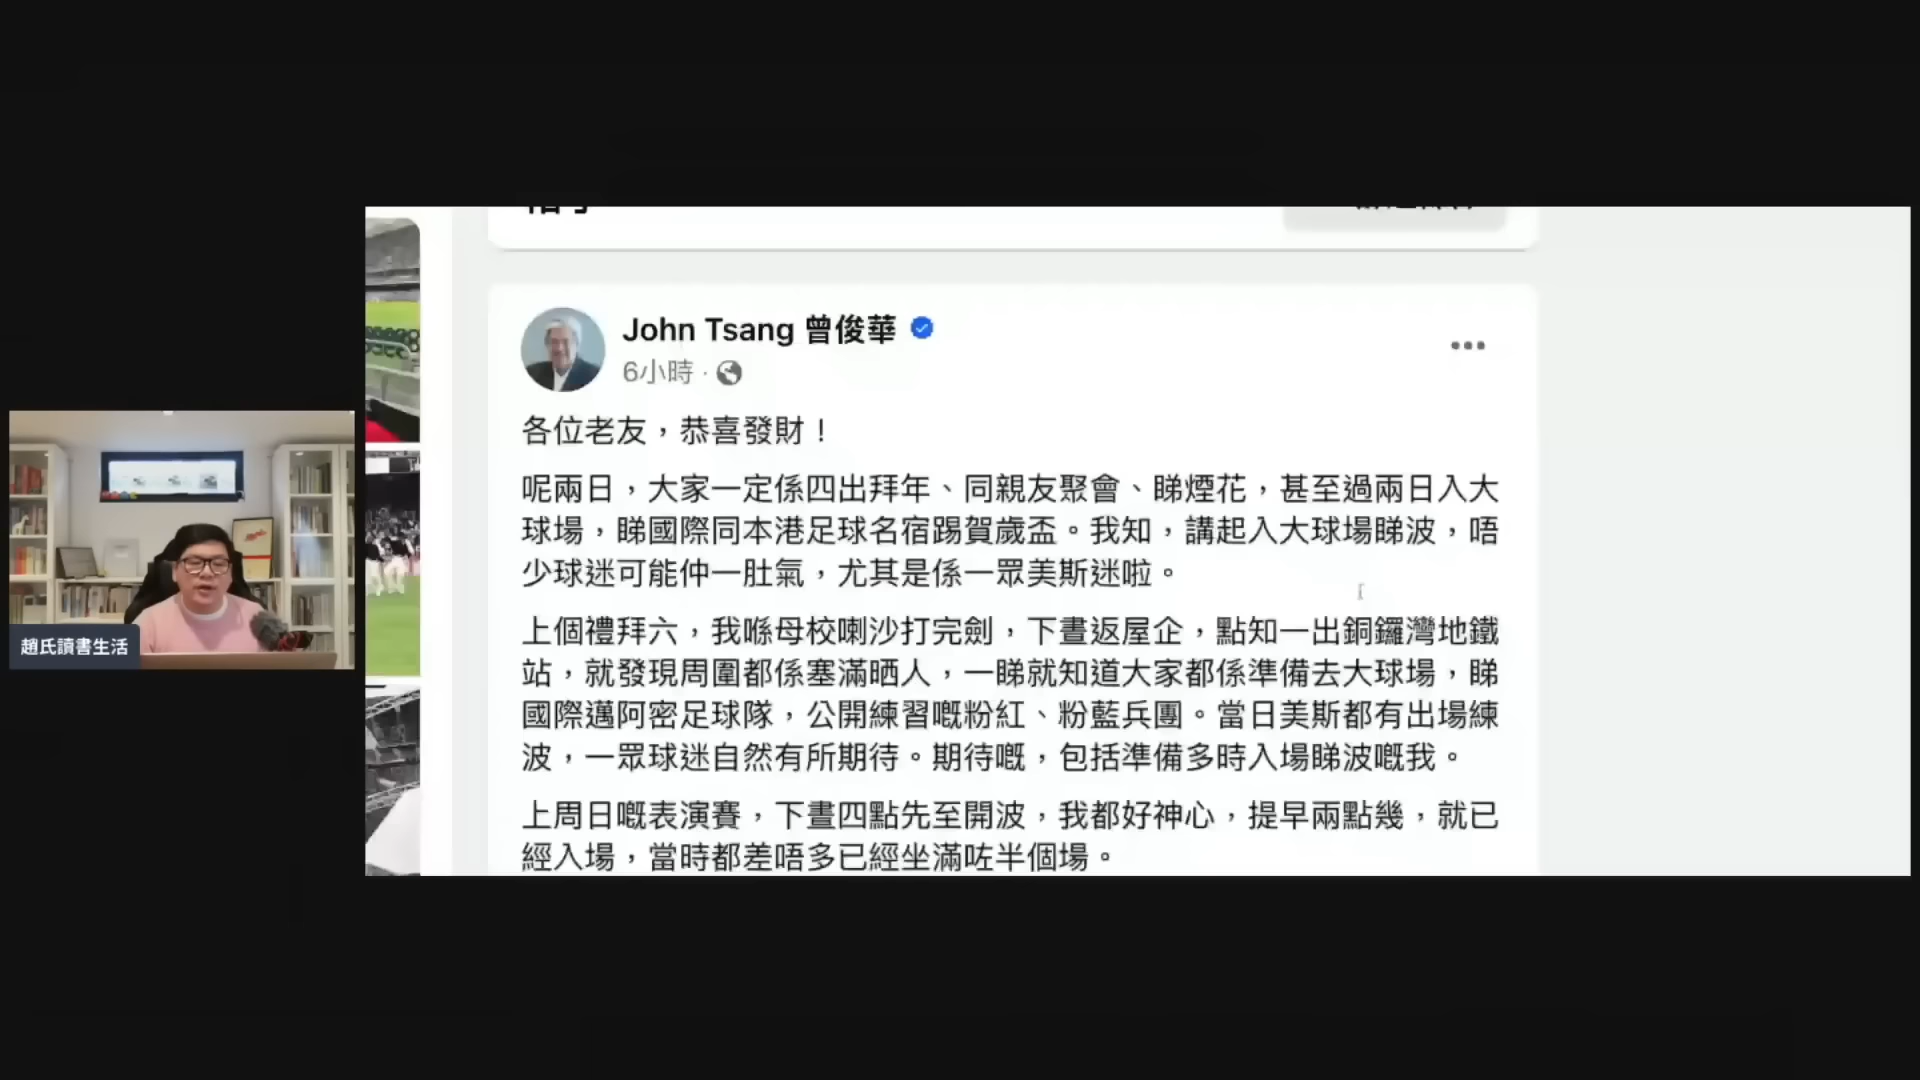 John Tsang 曾俊華
6小時 ·
各位老友，恭喜發財！
呢兩日，大家一定係四出拜年、同親友聚會、睇煙花，甚至過兩日入大
球場，睇國際同本港足球名宿踢賀歲盃。我知，講起入大球場睇波，唔
少球迷可能仲一肚氣，尤其是係一眾美斯迷啦。
上個禮拜六，我喺母校喇沙打完劍，下晝返屋企，點知一出銅鑼灣地鐵
站，就發現周圍都係塞滿晒人，一睇就知道大家都係準備去大球場，睇
國際邁阿密足球隊，公開練習嘅粉紅、粉藍兵團。當日美斯都有出場練
波，一眾球迷自然有所期待。期待嘅，包括準備多時入場睇波嘅我。
上周日嘅表演賽，下晝四點先至開波，我都好神心，提早兩點幾，就已
經入場，當時都差唔多已經坐滿咗半個場。
趙氏讀書生活